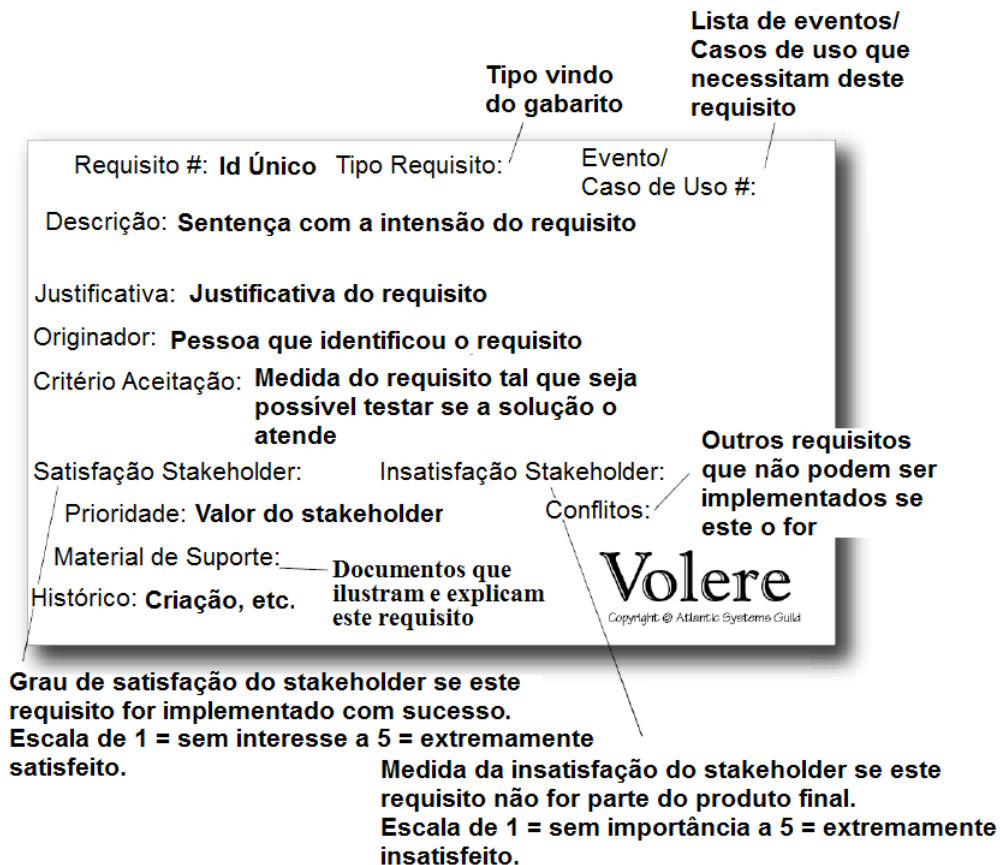 Lista de eventos/
Casos de uso que
necessitam deste
requisito
Tipo vindo
do gabarito
Requisito #: Id Único Tipo Requisito:
Evento/
Caso de Uso #:
Descrição: Sentença com a intensão do requisito
Justificativa: Justificativa do requisito
Originador: Pessoa que identificou o requisito
Critério Aceitação: Medida do requisito tal que seja
possível testar se a solução o
atende
Outros requisitos
que não podem ser
implementados se
este o for
Satisfação Stakeholder: Insatisfação Stakeholder:
Prioridade: Valor do stakeholder Conflitos:
Material de Suporte: Documentos que
ilustram e explicam
este requisito
Histórico: Criação, etc.
Volere
Copyright @ Atlantic Systems Guild
Grau de satisfação do stakeholder se este
requisito for implementado com sucesso.
Escala de 1 = sem interesse a 5 = extremamente
satisfeito.
Medida da insatisfação do stakeholder se este
requisito não for parte do produto final.
Escala de 1 = sem importância a 5 = extremamente
insatisfeito.